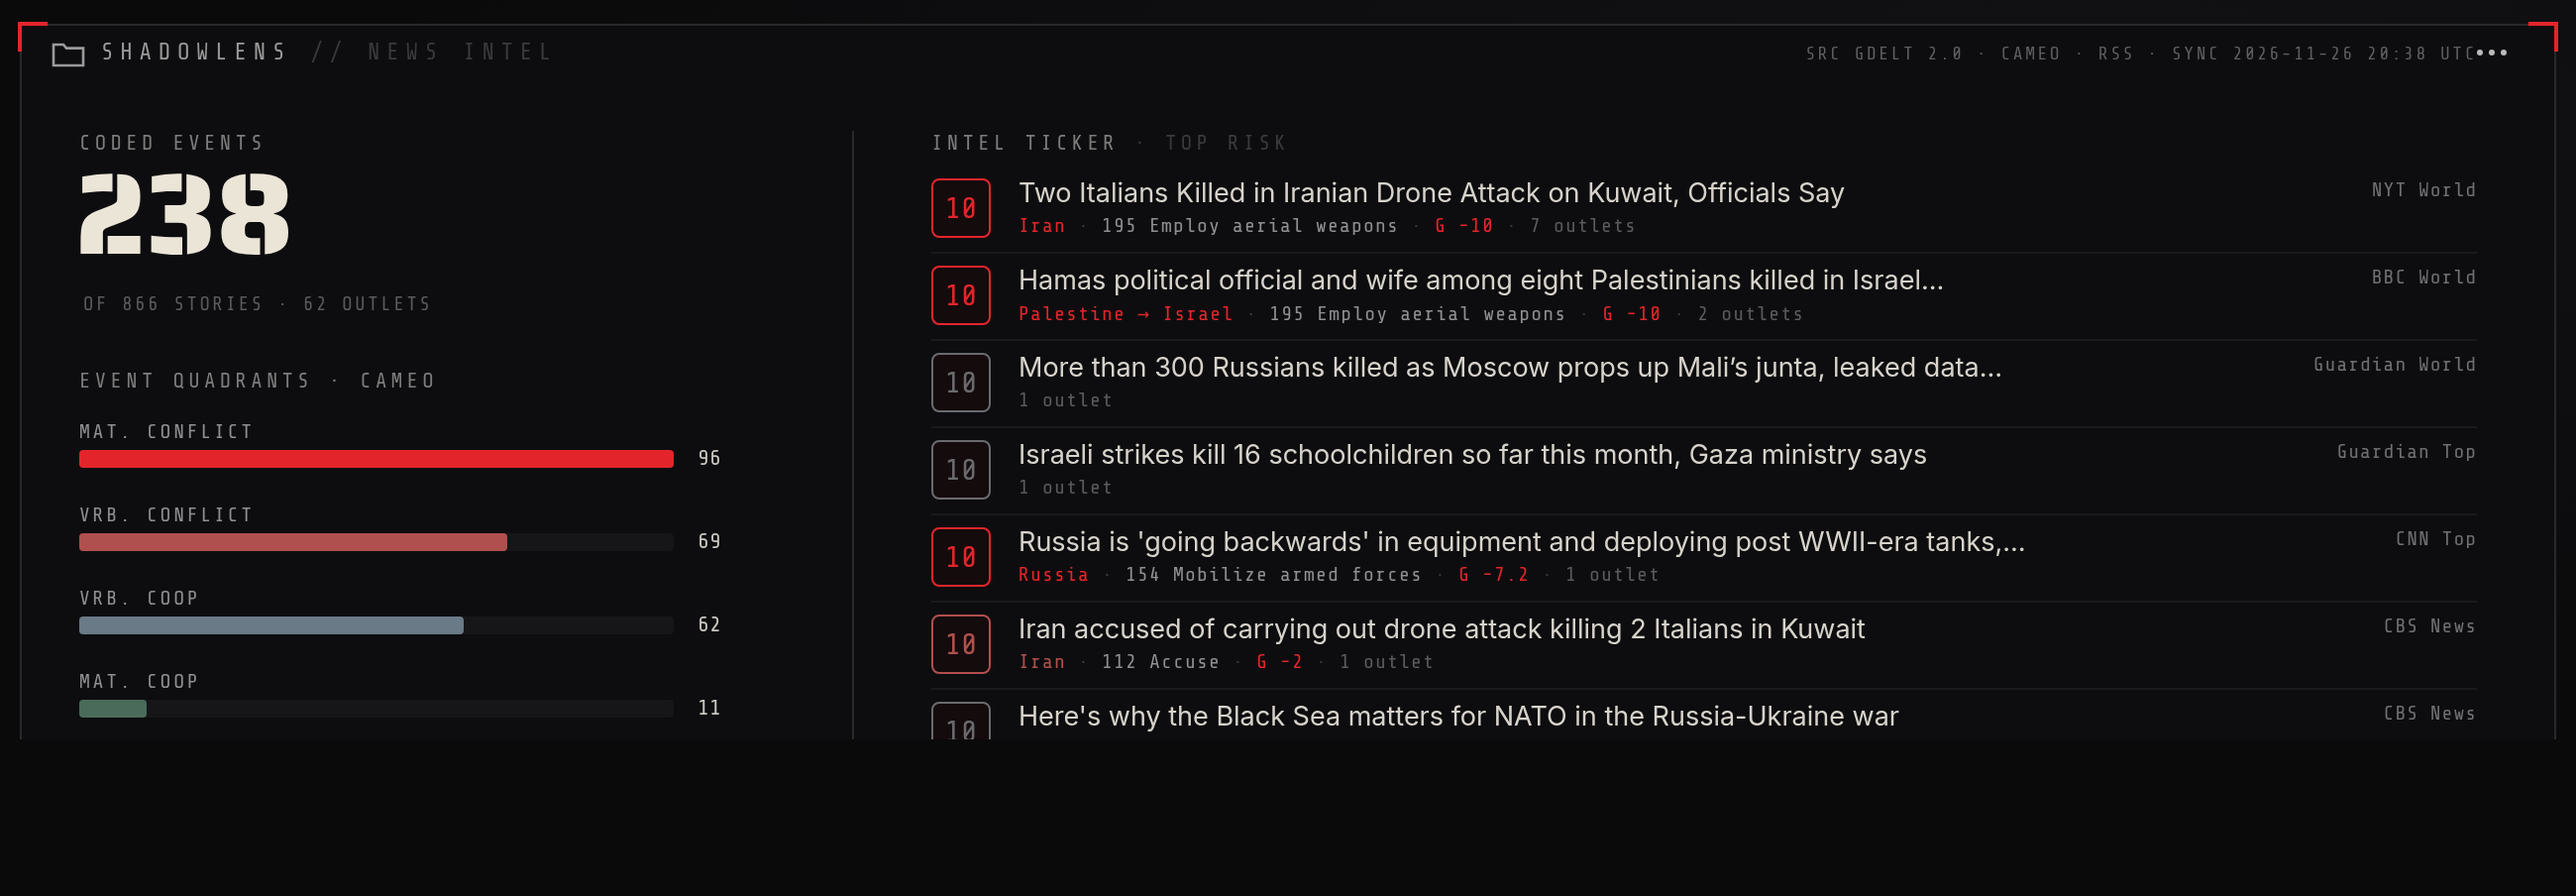 SHADOWLENS // NEWS INTEL
SRC GDELT 2.0 · CAMEO · RSS · SYNC 2026-11-26 20:38 UTC
CODED EVENTS
238
OF 866 STORIES · 62 OUTLETS
EVENT QUADRANTS · CAMEO
MAT. CONFLICT
96
VRB. CONFLICT
69
VRB. COOP
62
MAT. COOP
11
INTEL TICKER · TOP RISK
10 Two Italians Killed in Iranian Drone Attack on Kuwait, Officials Say NYT World
Iran · 195 Employ aerial weapons · G -10 · 7 outlets
10 Hamas political official and wife among eight Palestinians killed in Israel... BBC World
Palestine → Israel · 195 Employ aerial weapons · G -10 · 2 outlets
10 More than 300 Russians killed as Moscow props up Mali’s junta, leaked data... Guardian World
1 outlet
10 Israeli strikes kill 16 schoolchildren so far this month, Gaza ministry says Guardian Top
1 outlet
10 Russia is 'going backwards' in equipment and deploying post WWII-era tanks,... CNN Top
Russia · 154 Mobilize armed forces · G -7.2 · 1 outlet
10 Iran accused of carrying out drone attack killing 2 Italians in Kuwait CBS News
Iran · 112 Accuse · G -2 · 1 outlet
10 Here's why the Black Sea matters for NATO in the Russia-Ukraine war CBS News